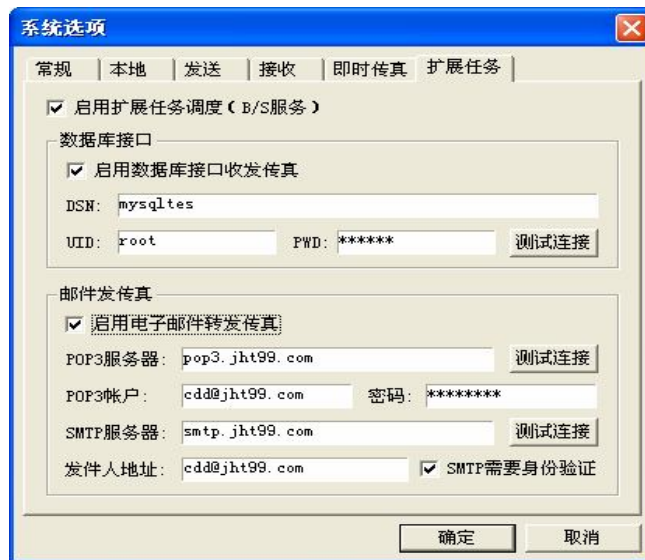 系统选项
常规 本地 发送 接收 即时传真 扩展任务
启用扩展任务调度(B/S服务)
数据库接口
启用数据库接口收发传真
DSN: mysqltes
UID: root PWD: ****** 测试连接
邮件发传真
启用电子邮件转发传真
POP3服务器: pop3.jht99.com 测试连接
POP3帐户: cdd@jht99.com 密码: ********
SMTP服务器: smtp.jht99.com 测试连接
发件人地址: cdd@jht99.com SMTP需要身份验证
确定 取消